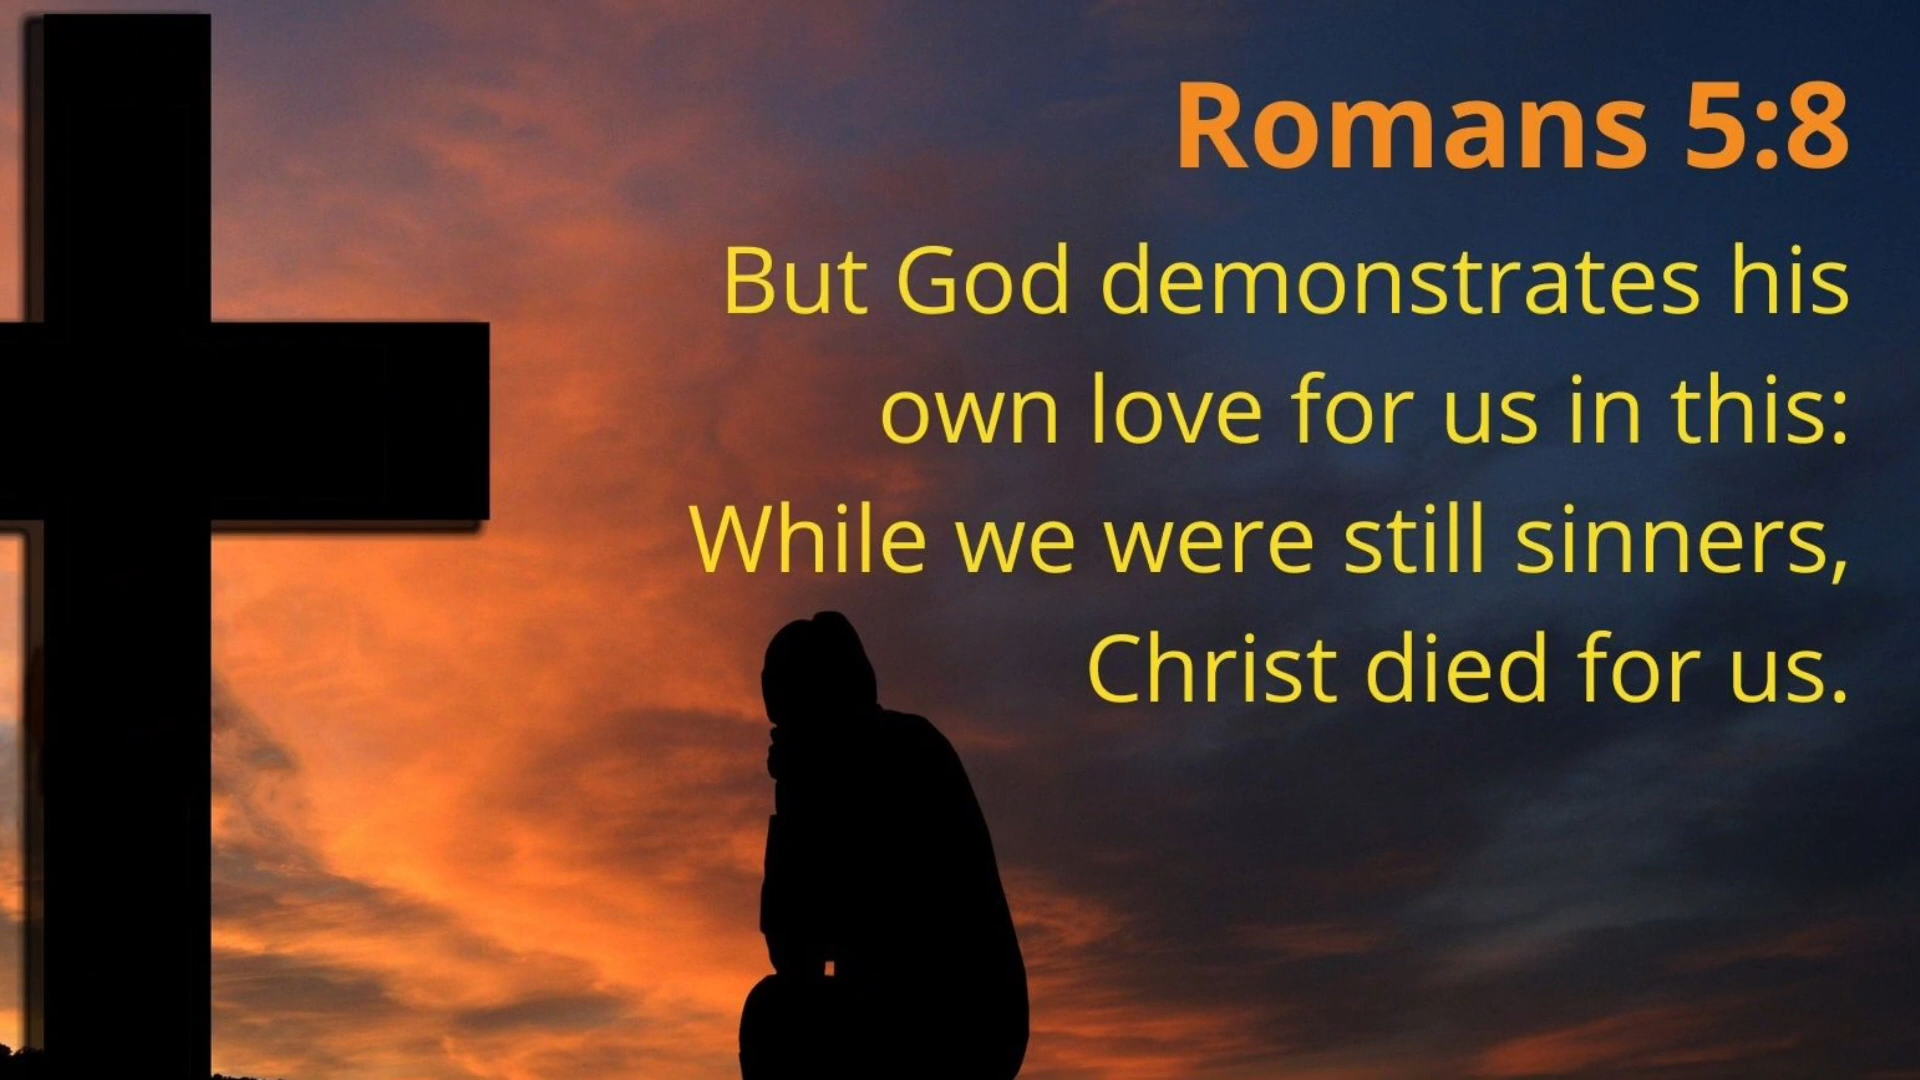 Romans 5:8
But God demonstrates his
own love for us in this:
While we were still sinners,
Christ died for us.